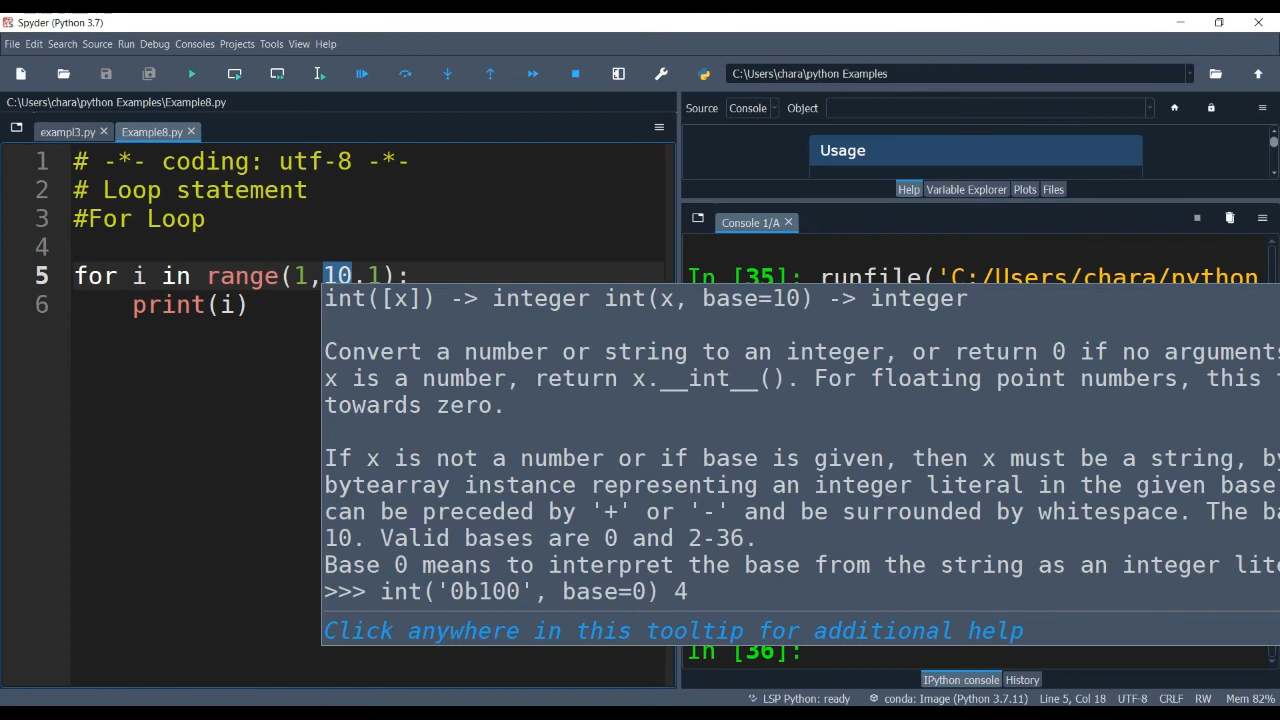 Spyder (Python 3.7)
File Edit Search Source Run Debug Consoles Projects Tools View Help
C:\Users\chara\python Examples
C:\Users\chara\python Examples\Example8.py
Source Console Object
exampl3.py Example8.py
Usage
Help Variable Explorer Plots Files
Console 1/A
1 # -*- coding: utf-8 -*-
2 # Loop statement
3 #For Loop
4
5 for i in range(1,10,1):
6 print(i)
In [35]: runfile('C:/Users/chara/python
int([x]) -> integer int(x, base=10) -> integer
Convert a number or string to an integer, or return 0 if no arguments
x is a number, return x.__int__(). For floating point numbers, this
towards zero.
If x is not a number or if base is given, then x must be a string,
bytearray instance representing an integer literal in the given base
can be preceded by '+' or '-' and be surrounded by whitespace. The
10. Valid bases are 0 and 2-36.
Base 0 means to interpret the base from the string as an integer
>>> int('0b100', base=0) 4
Click anywhere in this tooltip for additional help
In [36]:
IPython console History
LSP Python: ready conda: Image (Python 3.7.11) Line 5, Col 18 UTF-8 CRLF RW Mem 82%